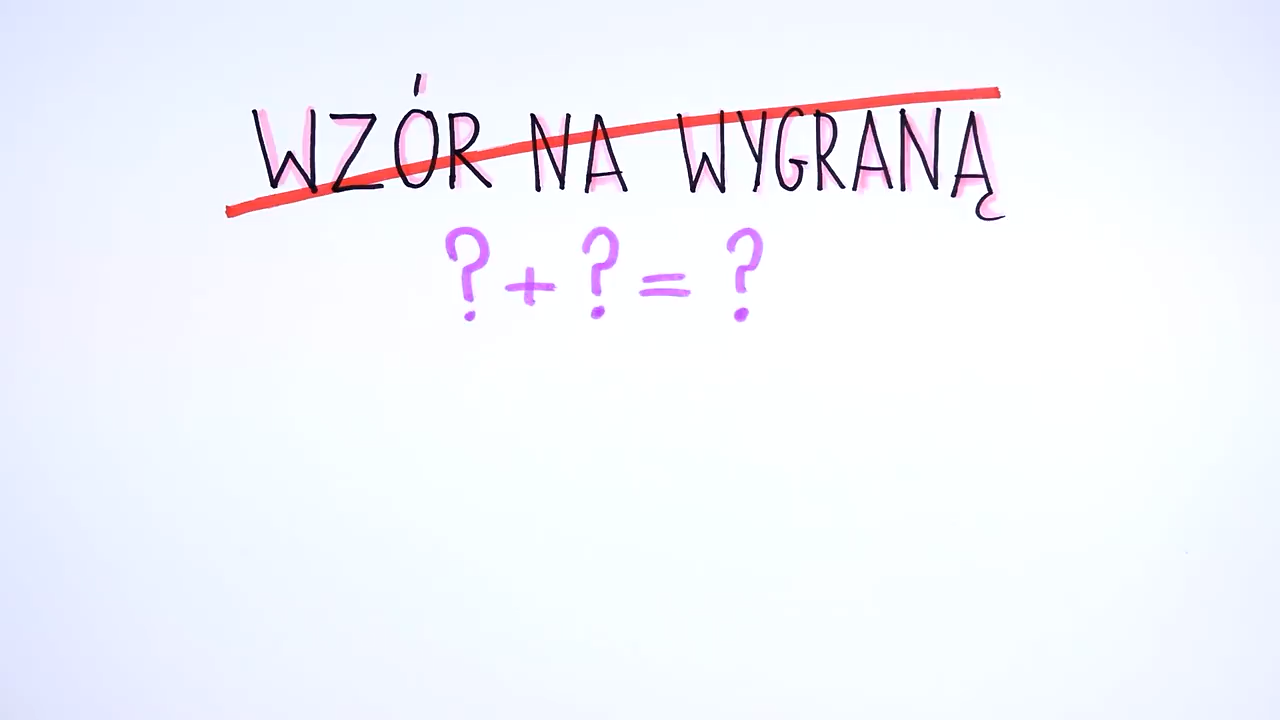 WZÓR NA WYGRANĄ
? + ? = ?